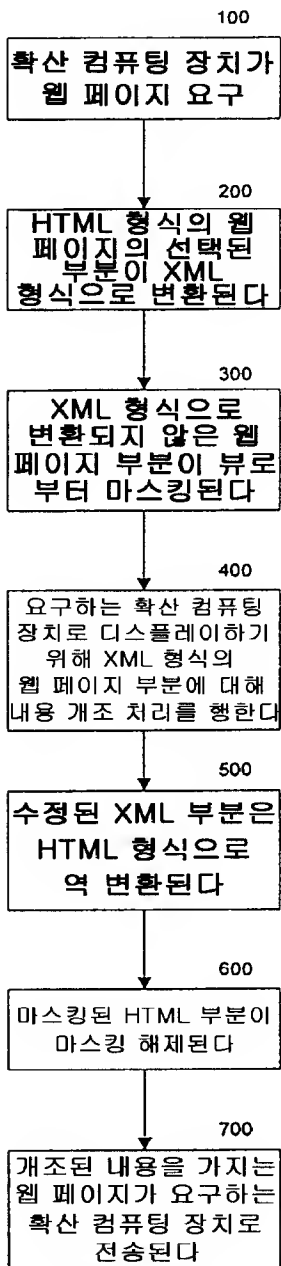 100
확산 컴퓨팅 장치가
웹 페이지 요구
200
HTML 형식의 웹
페이지의 선택된
부분이 XML
형식으로 변환된다
300
XML 형식으로
변환되지 않은 웹
페이지 부분이 뷰로
부터 마스킹된다
400
요구하는 확산 컴퓨팅
장치로 디스플레이하기
위해 XML 형식의
웹 페이지 부분에 대해
내용 개조 처리를 행한다
500
수정된 XML 부분은
HTML 형식으로
역 변환된다
600
마스킹된 HTML 부분이
마스킹 해제된다
700
개조된 내용을 가지는
웹 페이지가 요구하는
확산 컴퓨팅 장치로
전송된다